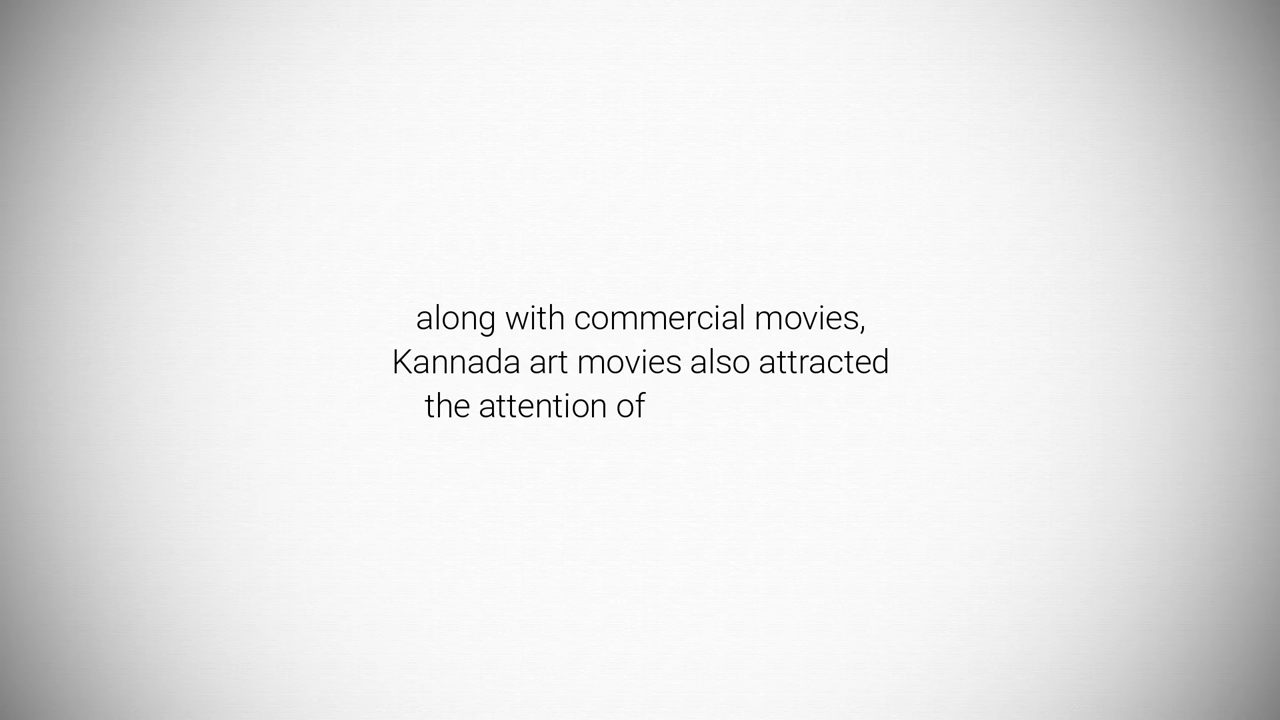 along with commercial movies,
Kannada art movies also attracted
the attention of